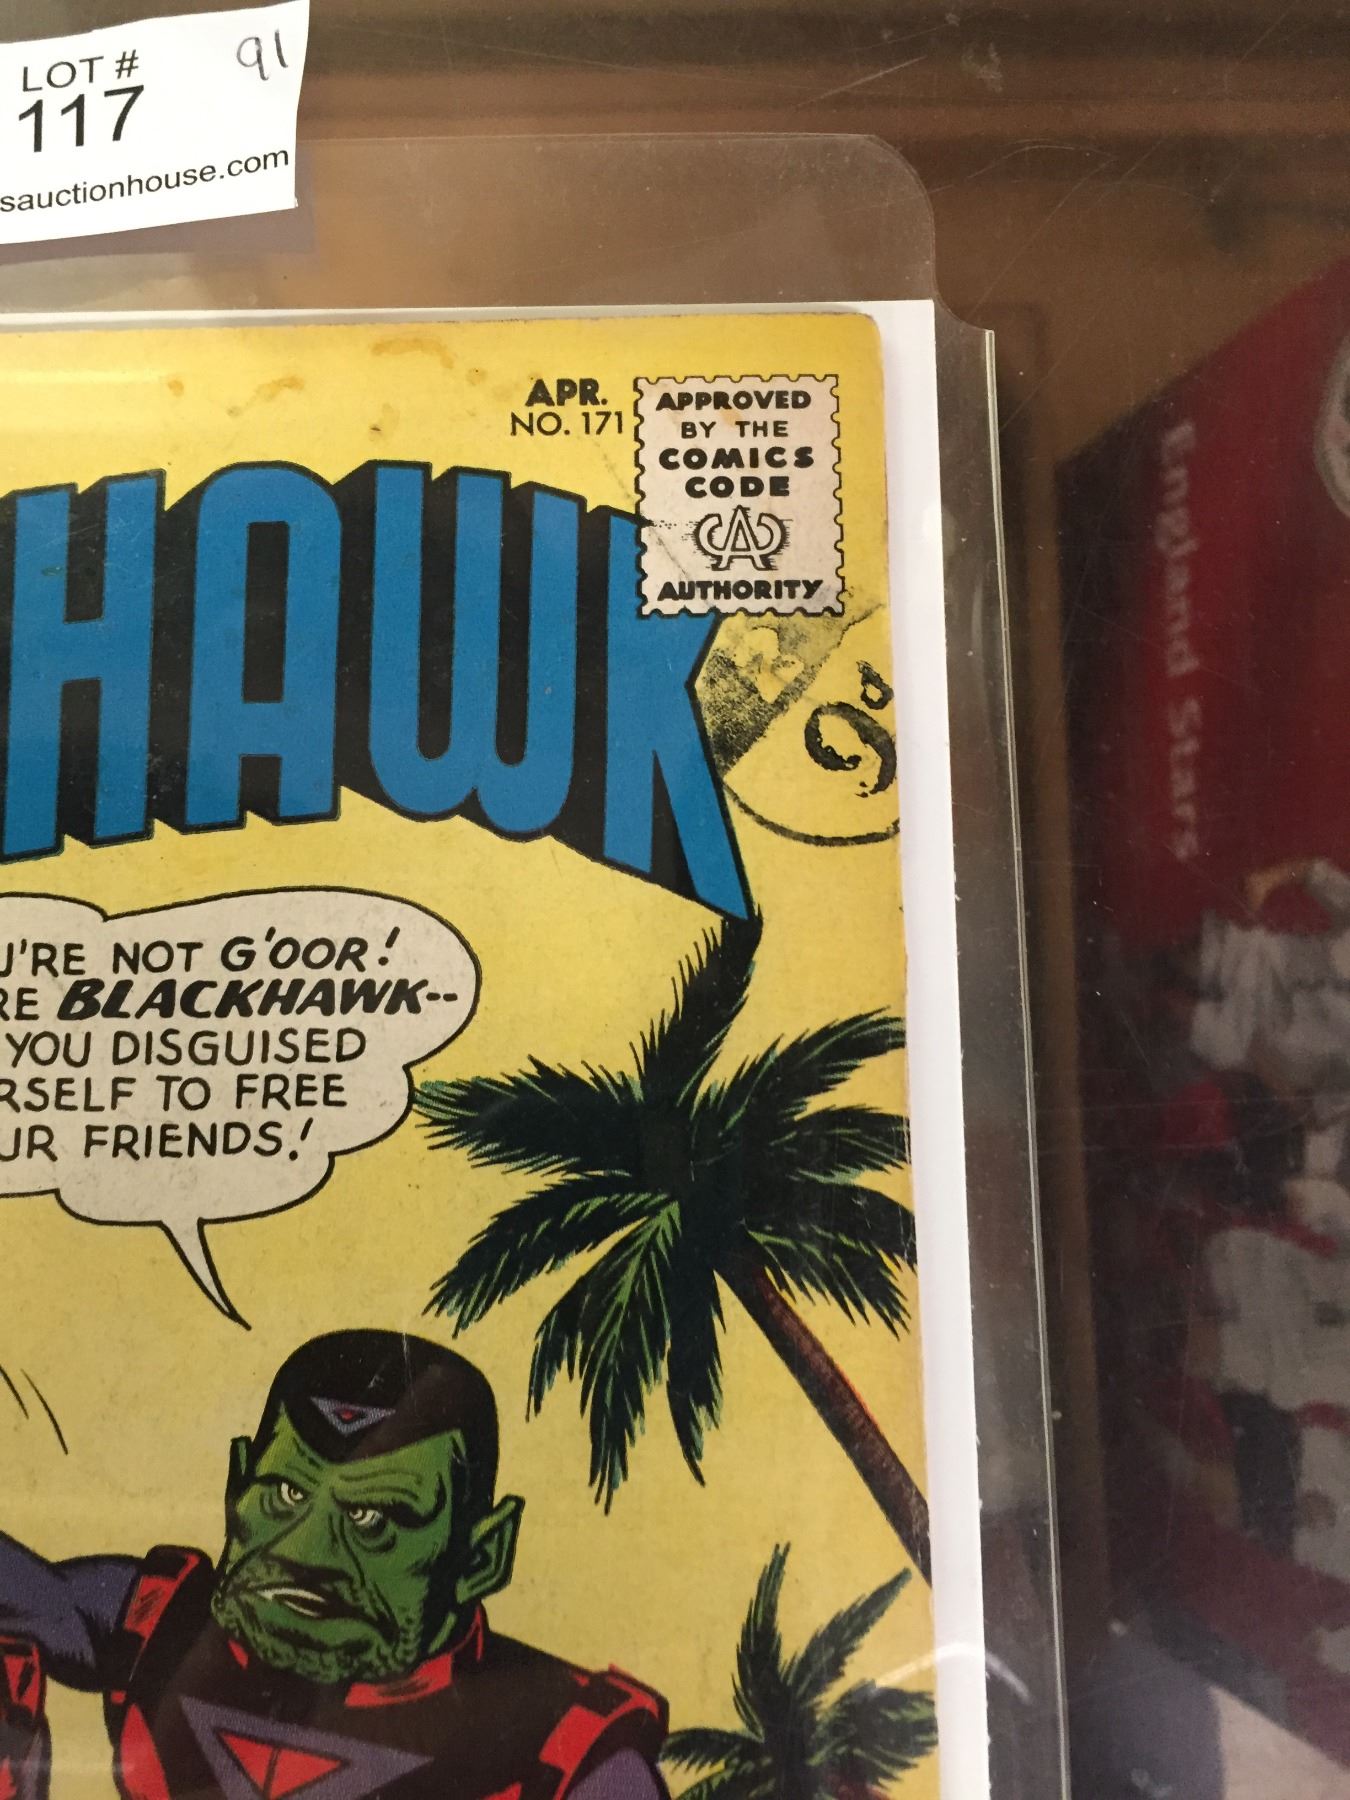 LOT # 91
117
sauctionhouse.com
APR.
NO. 171
APPROVED
BY THE
COMICS
CODE
CA
AUTHORITY
HAWK
9d
U'RE NOT G'OOR!
RE BLACKHAWK--
YOU DISGUISED
RSELF TO FREE
UR FRIENDS!
England Stars